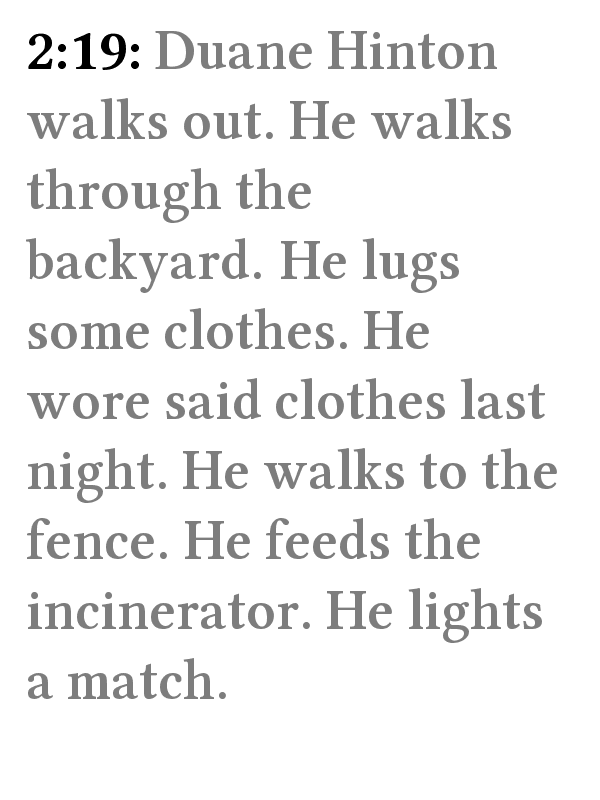 2:19: Duane Hinton
walks out. He walks
through the
backyard. He lugs
some clothes. He
wore said clothes last
night. He walks to the
fence. He feeds the
incinerator. He lights
a match.